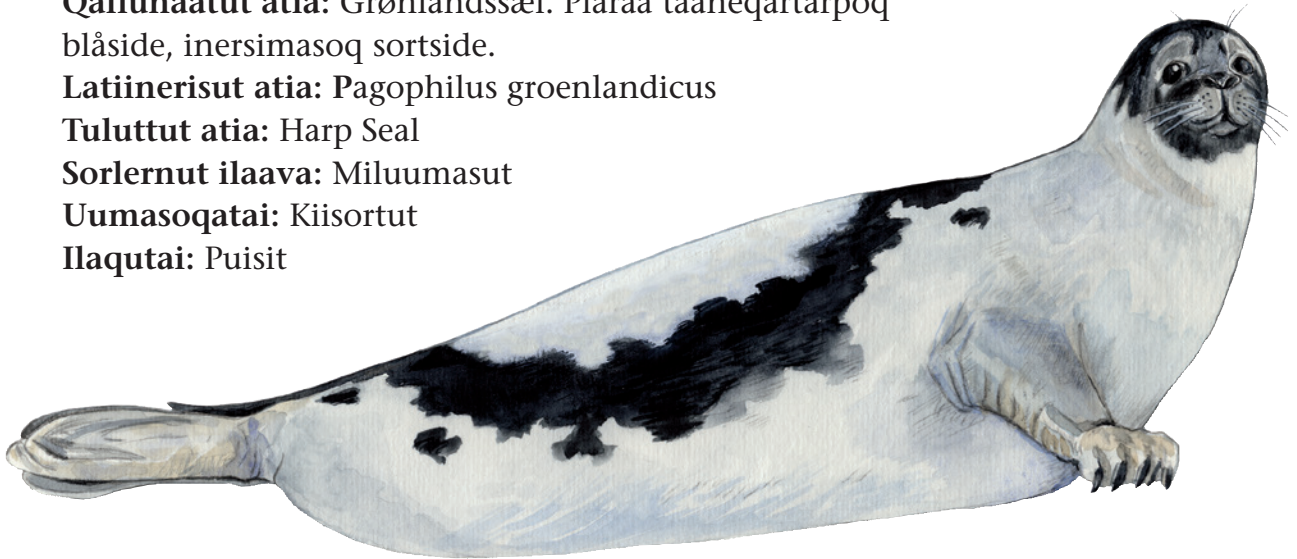 Qallunaatut atia: Grønlandssæl. Piaraa taaneqartarpoq
blåside, inersimasoq sortside.
Latiinerisut atia: Pagophilus groenlandicus
Tuluttut atia: Harp Seal
Sorlernut ilaava: Miluumasut
Uumasoqatai: Kiisortut
Ilaqutai: Puisit